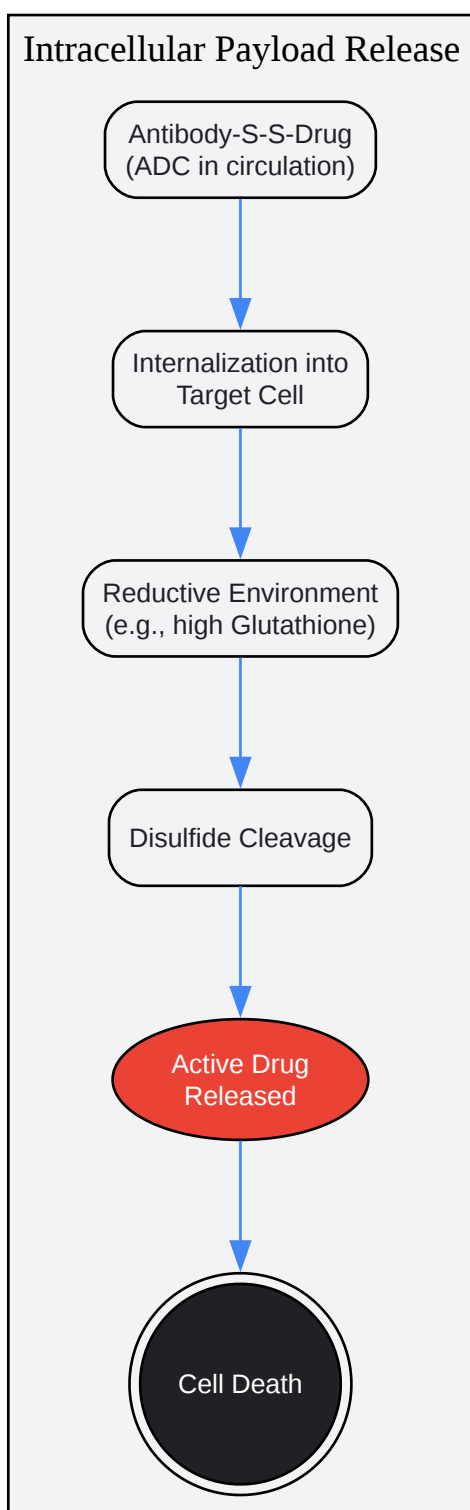 Intracellular Payload Release
Antibody-S-S-Drug
(ADC in circulation)
Internalization into
Target Cell
Reductive Environment
(e.g., high Glutathione)
Disulfide Cleavage
Active Drug
Released
Cell Death